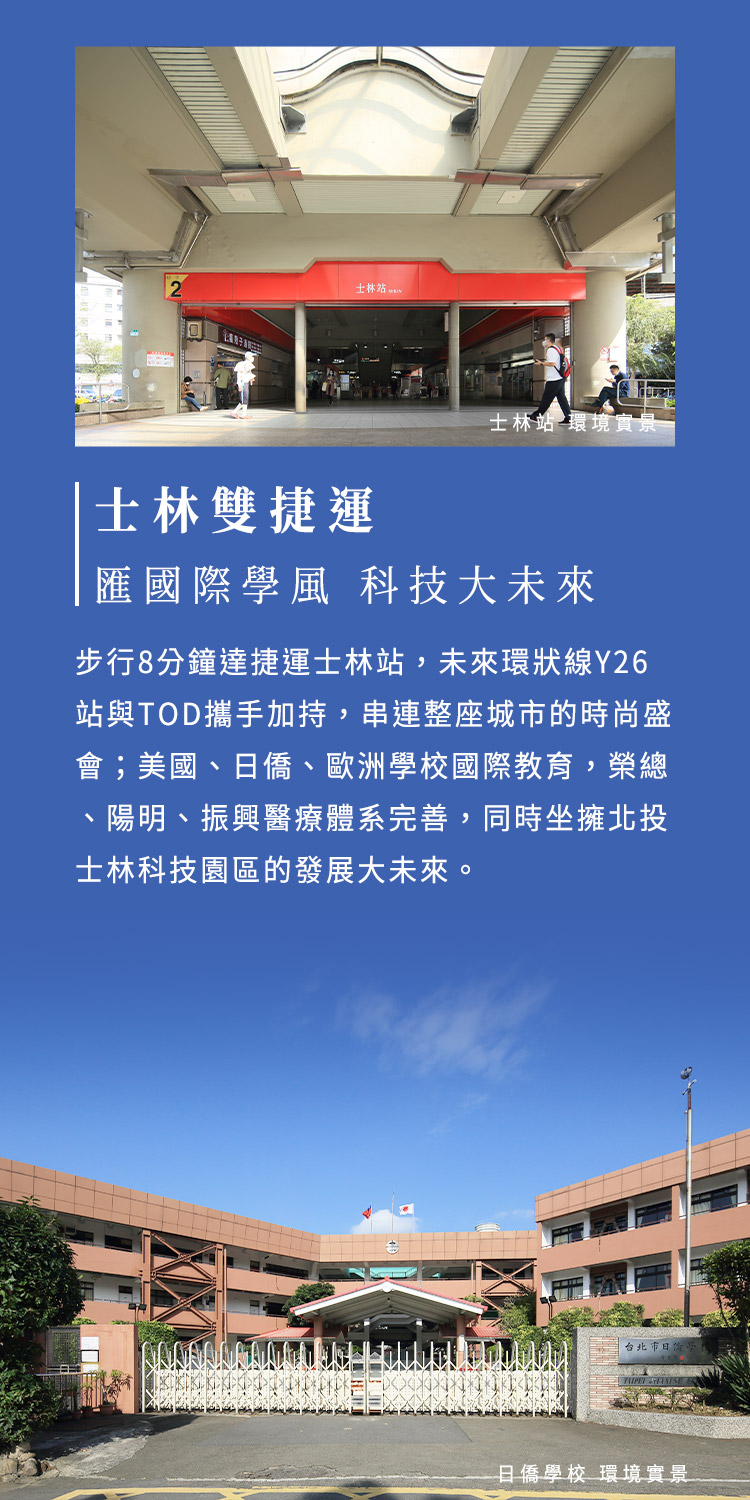 2
士林站
士林站 環境實景
士林雙捷運
匯國際學風 科技大未來
步行8分鐘達捷運士林站，未來環狀線Y26
站與TOD攜手加持，串連整座城市的時尚盛
會；美國、日僑、歐洲學校國際教育，榮總
、陽明、振興醫療體系完善，同時坐擁北投
士林科技園區的發展大未來。
台北市日僑學
TAIPEI
日僑學校 環境實景